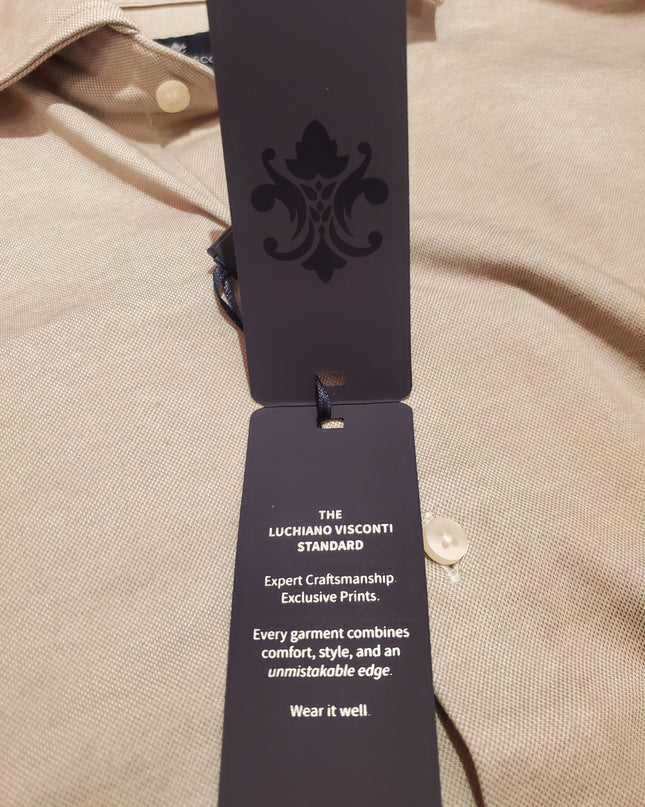 THE
LUCHIANO VISCONTI
STANDARD
Expert Craftsmanship.
Exclusive Prints.
Every garment combines
comfort, style, and an
unmistakable edge.
Wear it well.